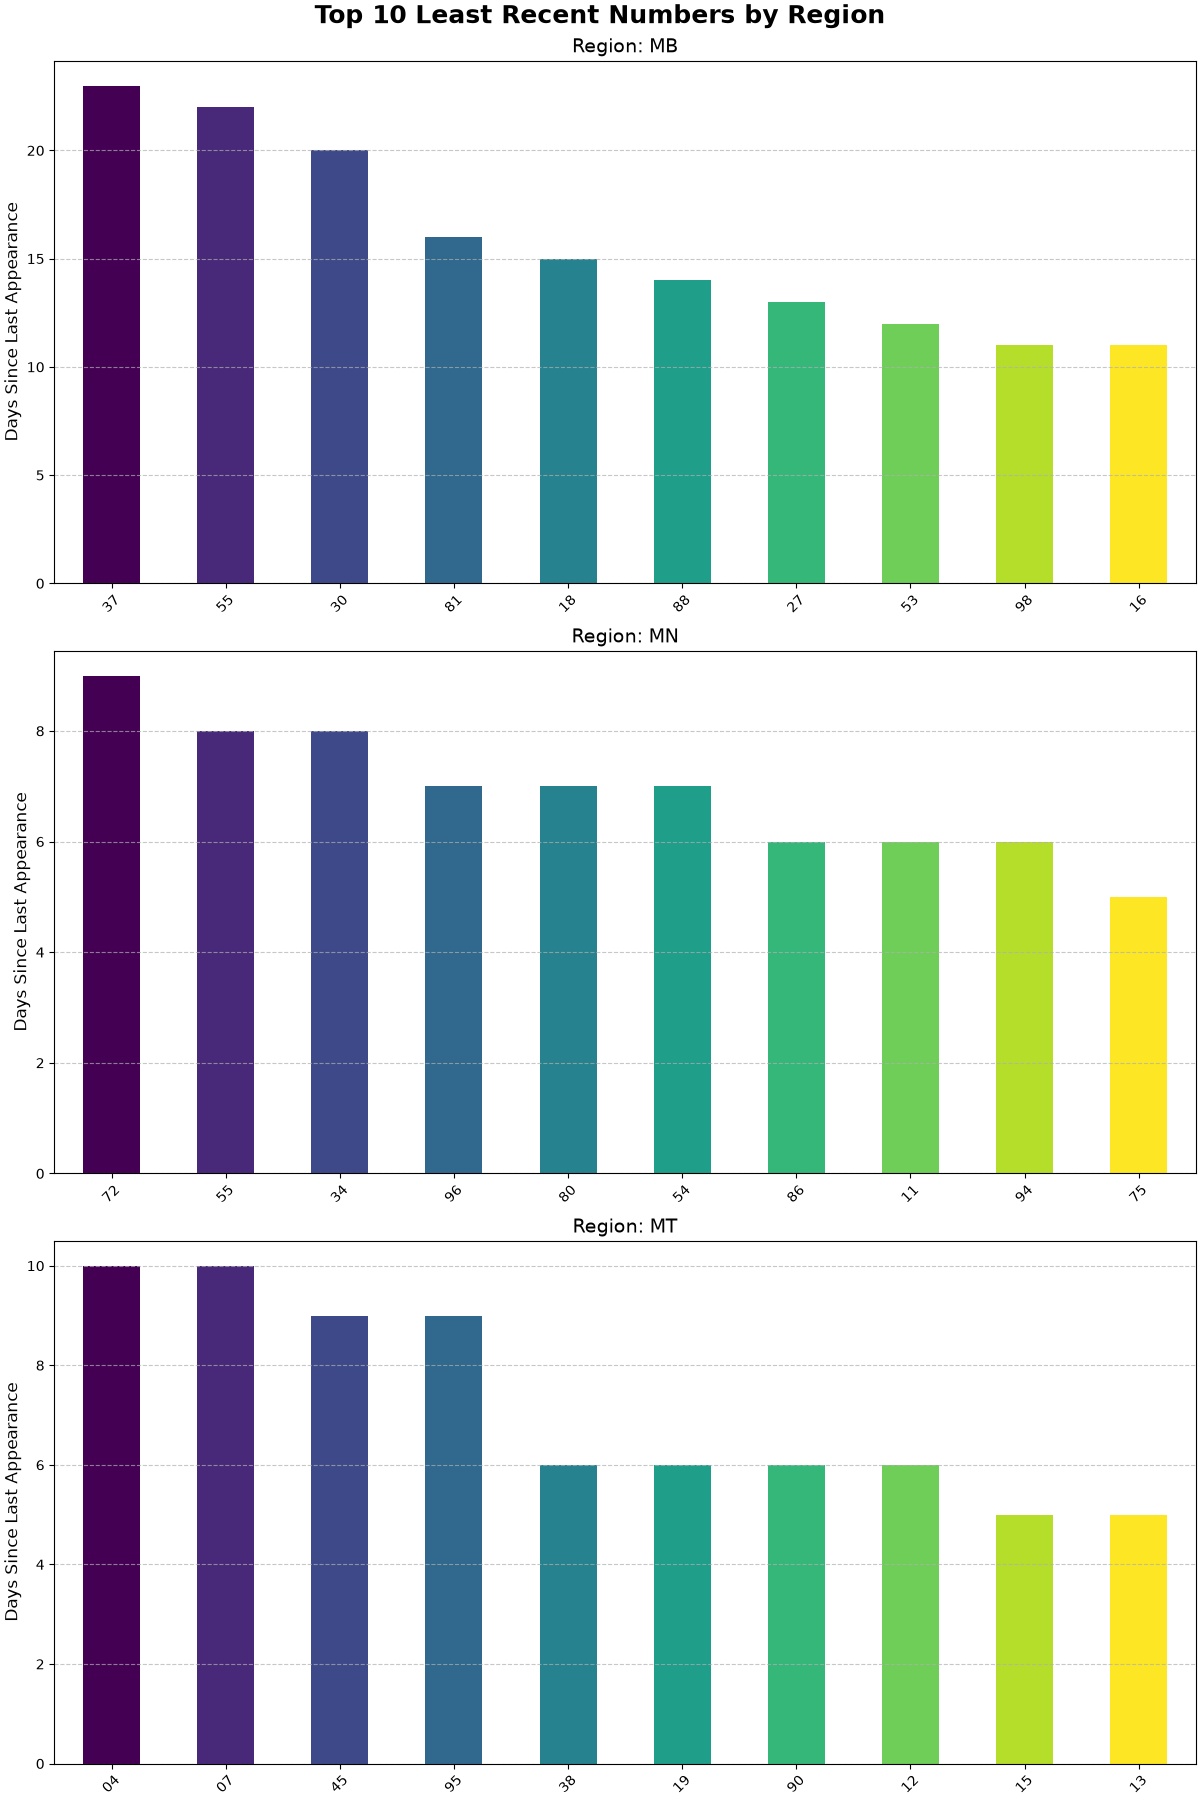 Top 10 Least Recent Numbers by Region
Region: MB
Days Since Last Appearance
20
15
10
5
0
37 55 30 81 18 88 27 53 98 16
Region: MN
Days Since Last Appearance
8
6
4
2
0
72 55 34 96 80 54 86 11 94 75
Region: MT
Days Since Last Appearance
10
8
6
4
2
0
04 07 45 95 38 19 90 12 15 13